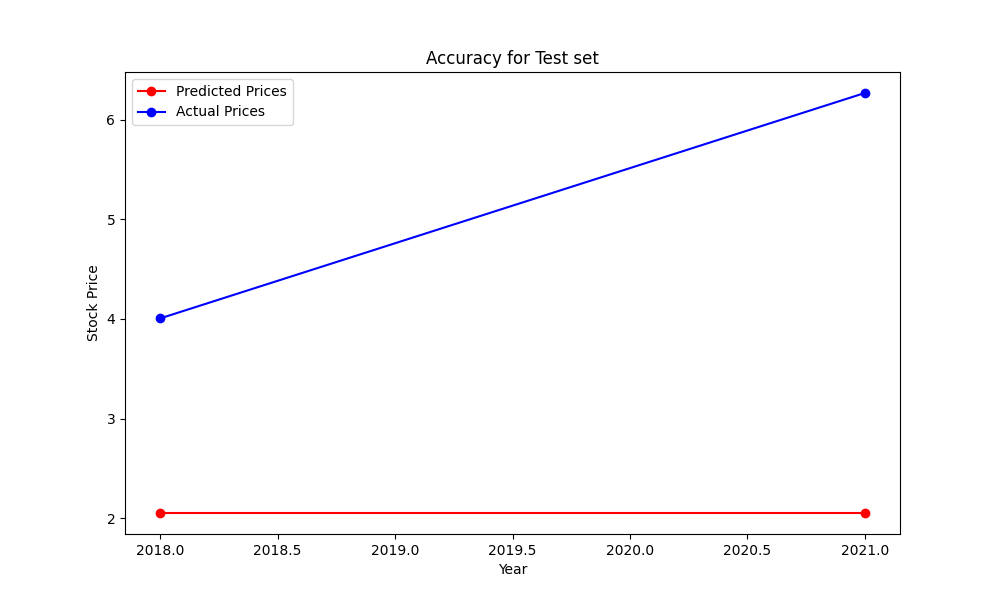 Accuracy for Test set
Predicted Prices
Actual Prices
6
5
4
3
2
Stock Price
2018.0 2018.5 2019.0 2019.5 2020.0 2020.5 2021.0
Year